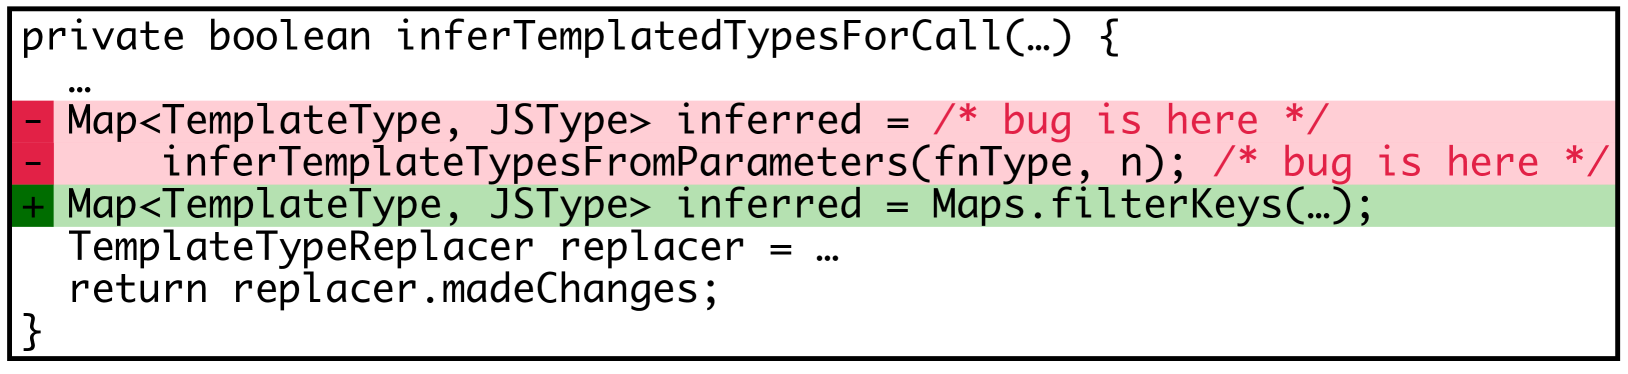 private boolean inferTemplatedTypesForCall(…) {
  …
- Map<TemplateType, JSType> inferred = /* bug is here */
-     inferTemplateTypesFromParameters(fnType, n); /* bug is here */
+ Map<TemplateType, JSType> inferred = Maps.filterKeys(…);
  TemplateTypeReplacer replacer = …
  return replacer.madeChanges;
}